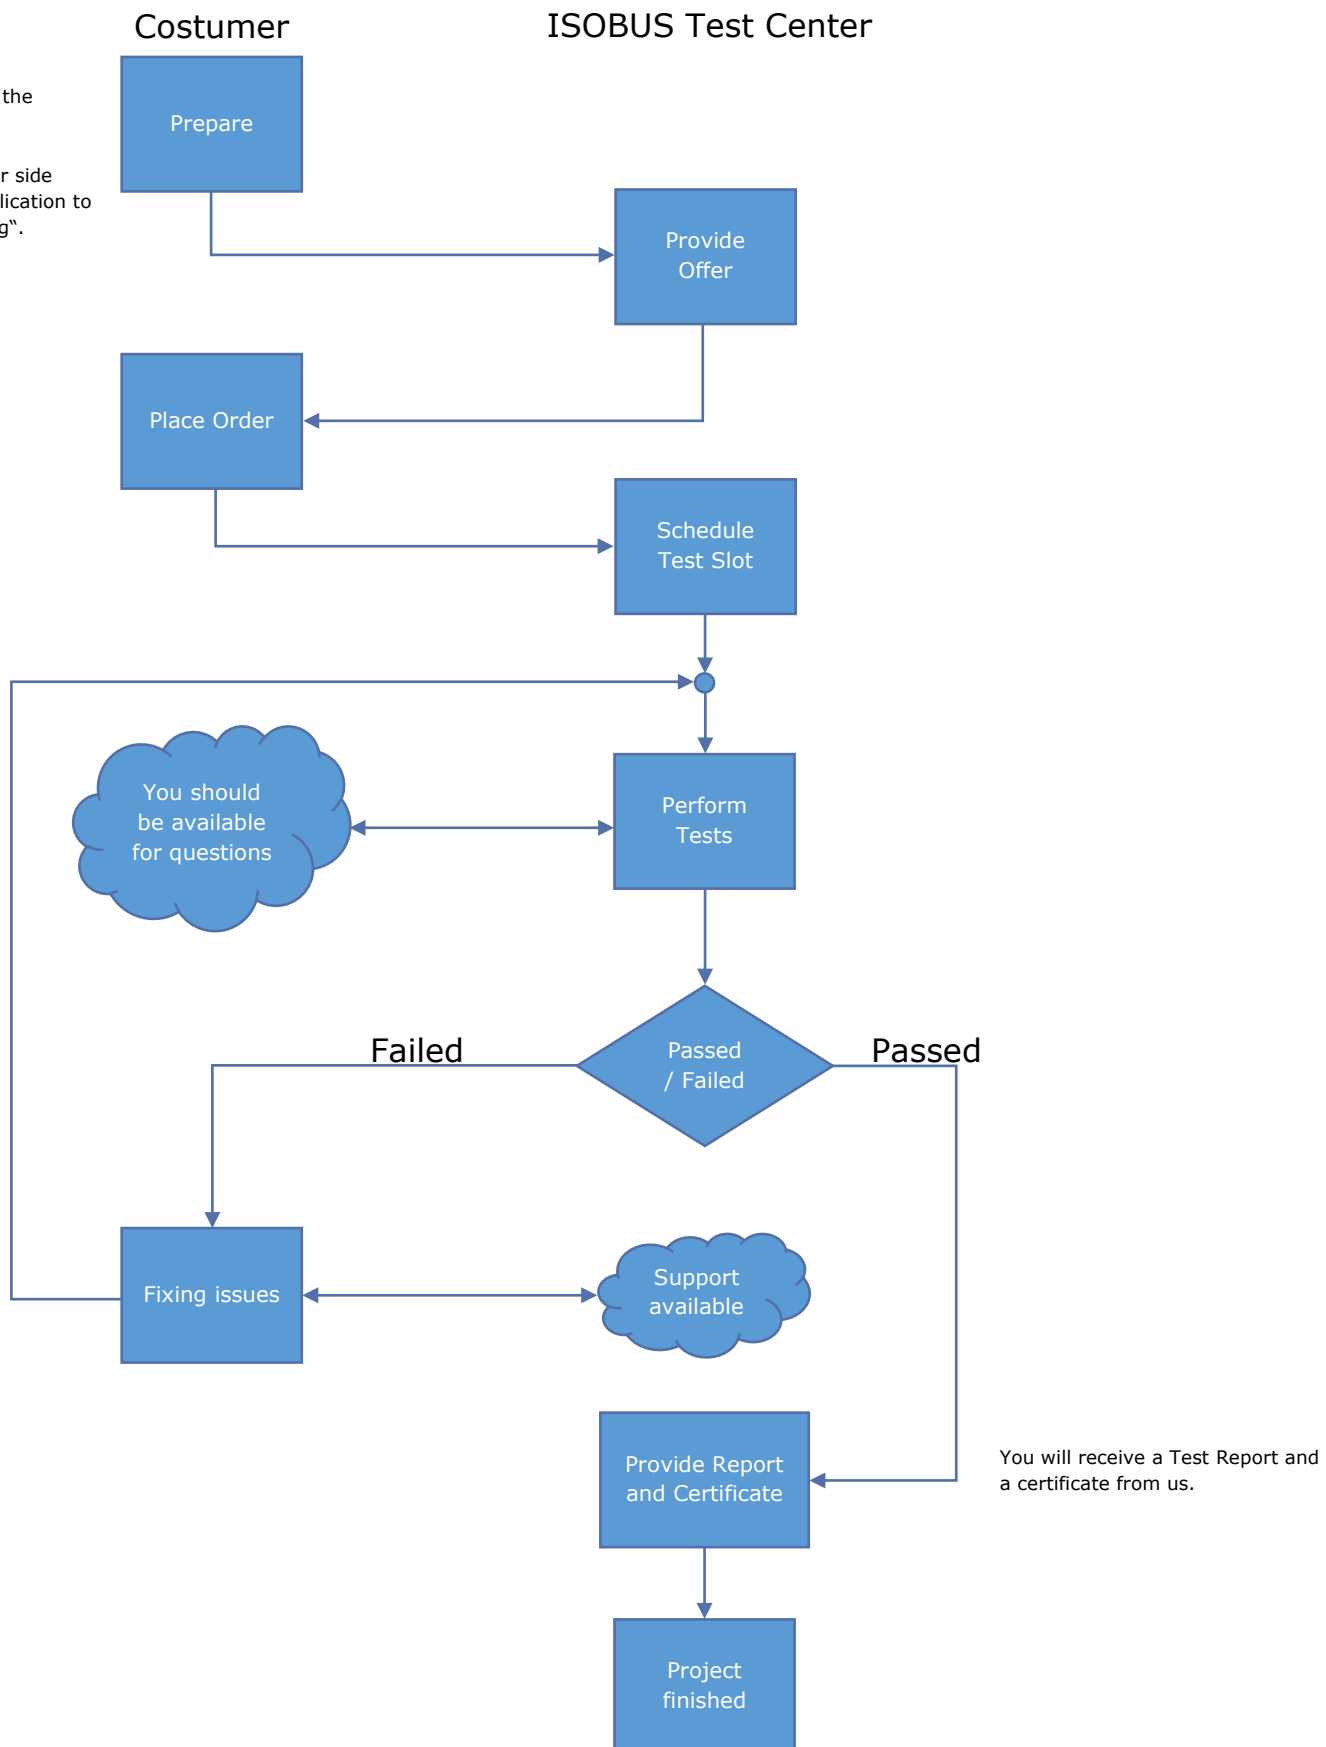 Costumer
ISOBUS Test Center
the
Prepare
r side
lication to
g“.
Provide
Offer
Place Order
Schedule
Test Slot
You should
be available
for questions
Perform
Tests
Failed
Passed
/ Failed
Passed
Fixing issues
Support
available
Provide Report
and Certificate
You will receive a Test Report and
a certificate from us.
Project
finished